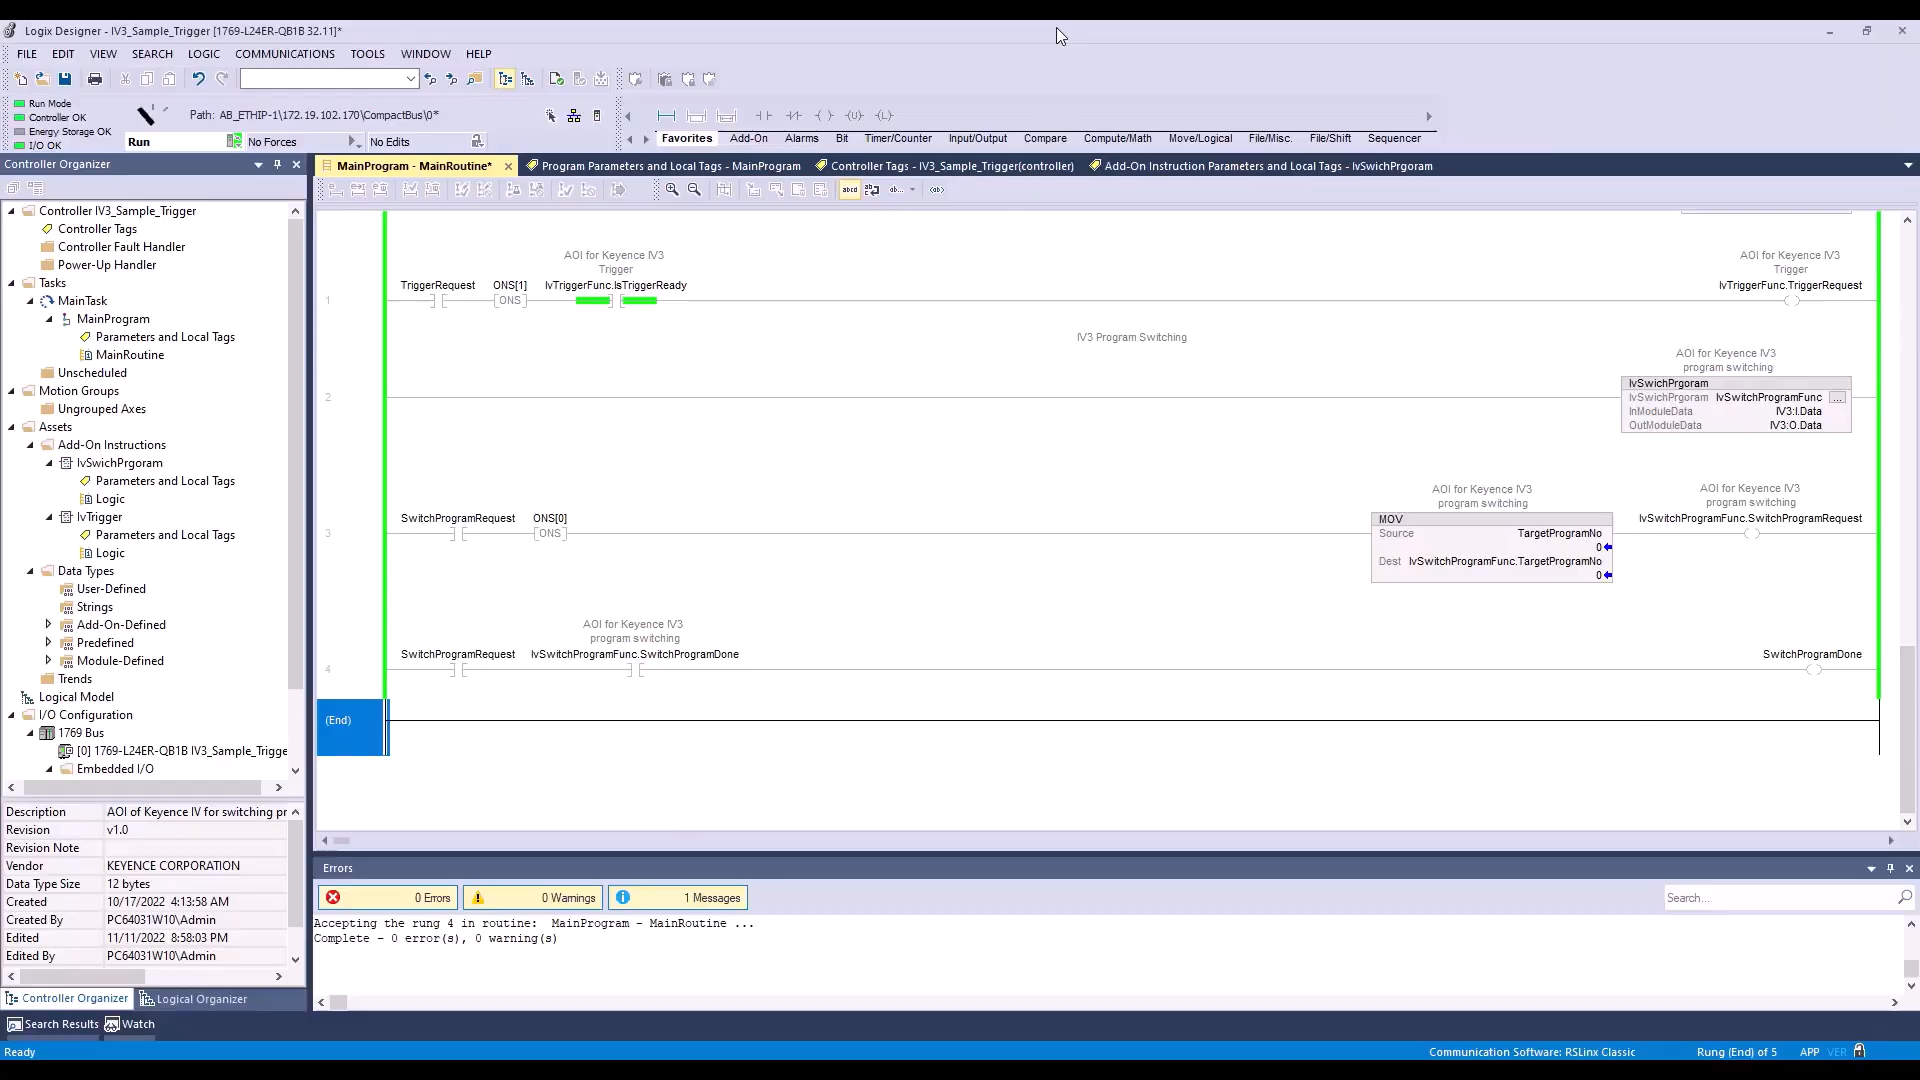 Logix Designer - IV3_Sample_Trigger [1769-L24ER-QB1B 32.11]*
FILE EDIT VIEW SEARCH LOGIC COMMUNICATIONS TOOLS WINDOW HELP
Run Mode
Controller OK
Energy Storage OK
I/O OK
Path: AB_ETHIP-1\172.19.102.170\CompactBus\0*
Run No Forces No Edits
Favorites Add-On Alarms Bit Timer/Counter Input/Output Compare Compute/Math Move/Logical File/Misc. File/Shift Sequencer
Controller Organizer
MainProgram - MainRoutine* Program Parameters and Local Tags - MainProgram Controller Tags - IV3_Sample_Trigger(controller) Add-On Instruction Parameters and Local Tags - IvSwichPrgoram
Controller IV3_Sample_Trigger
Controller Tags
Controller Fault Handler
Power-Up Handler
Tasks
MainTask
MainProgram
Parameters and Local Tags
MainRoutine
Unscheduled
Motion Groups
Ungrouped Axes
Assets
Add-On Instructions
IvSwichPrgoram
Parameters and Local Tags
Logic
IvTrigger
Parameters and Local Tags
Logic
Data Types
User-Defined
Strings
Add-On-Defined
Predefined
Module-Defined
Trends
Logical Model
I/O Configuration
1769 Bus
[0] 1769-L24ER-QB1B IV3_Sample_Trigge
Embedded I/O
Description AOI of Keyence IV for switching pr
Revision v1.0
Revision Note
Vendor KEYENCE CORPORATION
Data Type Size 12 bytes
Created 10/17/2022 4:13:58 AM
Created By PC64031W10\Admin
Edited 11/11/2022 8:58:03 PM
Edited By PC64031W10\Admin
Controller Organizer Logical Organizer
AOI for Keyence IV3
Trigger
TriggerRequest ONS[1] IvTriggerFunc.IsTriggerReady
1 ONS
AOI for Keyence IV3
Trigger
IvTriggerFunc.TriggerRequest
IV3 Program Switching
AOI for Keyence IV3
program switching
2
IvSwichPrgoram
IvSwichPrgoram IvSwitchProgramFunc ...
InModuleData IV3:I.Data
OutModuleData IV3:O.Data
SwitchProgramRequest ONS[0]
3 ONS
AOI for Keyence IV3
program switching
MOV
Source TargetProgramNo
0
Dest IvSwitchProgramFunc.TargetProgramNo
0
AOI for Keyence IV3
program switching
IvSwitchProgramFunc.SwitchProgramRequest
AOI for Keyence IV3
program switching
SwitchProgramRequest IvSwitchProgramFunc.SwitchProgramDone SwitchProgramDone
4
(End)
Errors
0 Errors 0 Warnings 1 Messages
Search...
Accepting the rung 4 in routine: MainProgram - MainRoutine ...
Complete - 0 error(s), 0 warning(s)
Search Results Watch
Ready Communication Software: RSLinx Classic Rung (End) of 5 APP VER